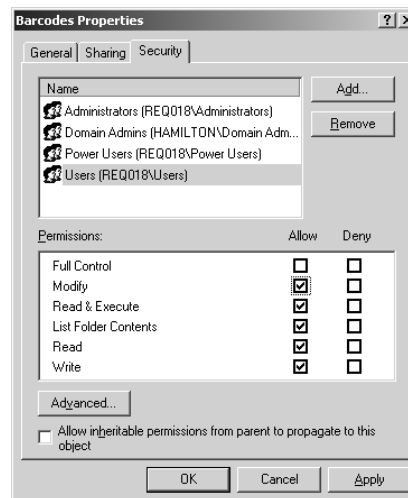 Barcodes Properties
General Sharing Security
Name
Add...
Administrators (REQ018\Administrators)
Domain Admins (HAMILTON\Domain Adm...
Remove
Power Users (REQ018\Power Users)
Users (REQ018\Users)
Permissions: Allow Deny
Full Control
Modify
Read & Execute
List Folder Contents
Read
Write
Advanced...
Allow inheritable permissions from parent to propagate to this
object
OK Cancel Apply